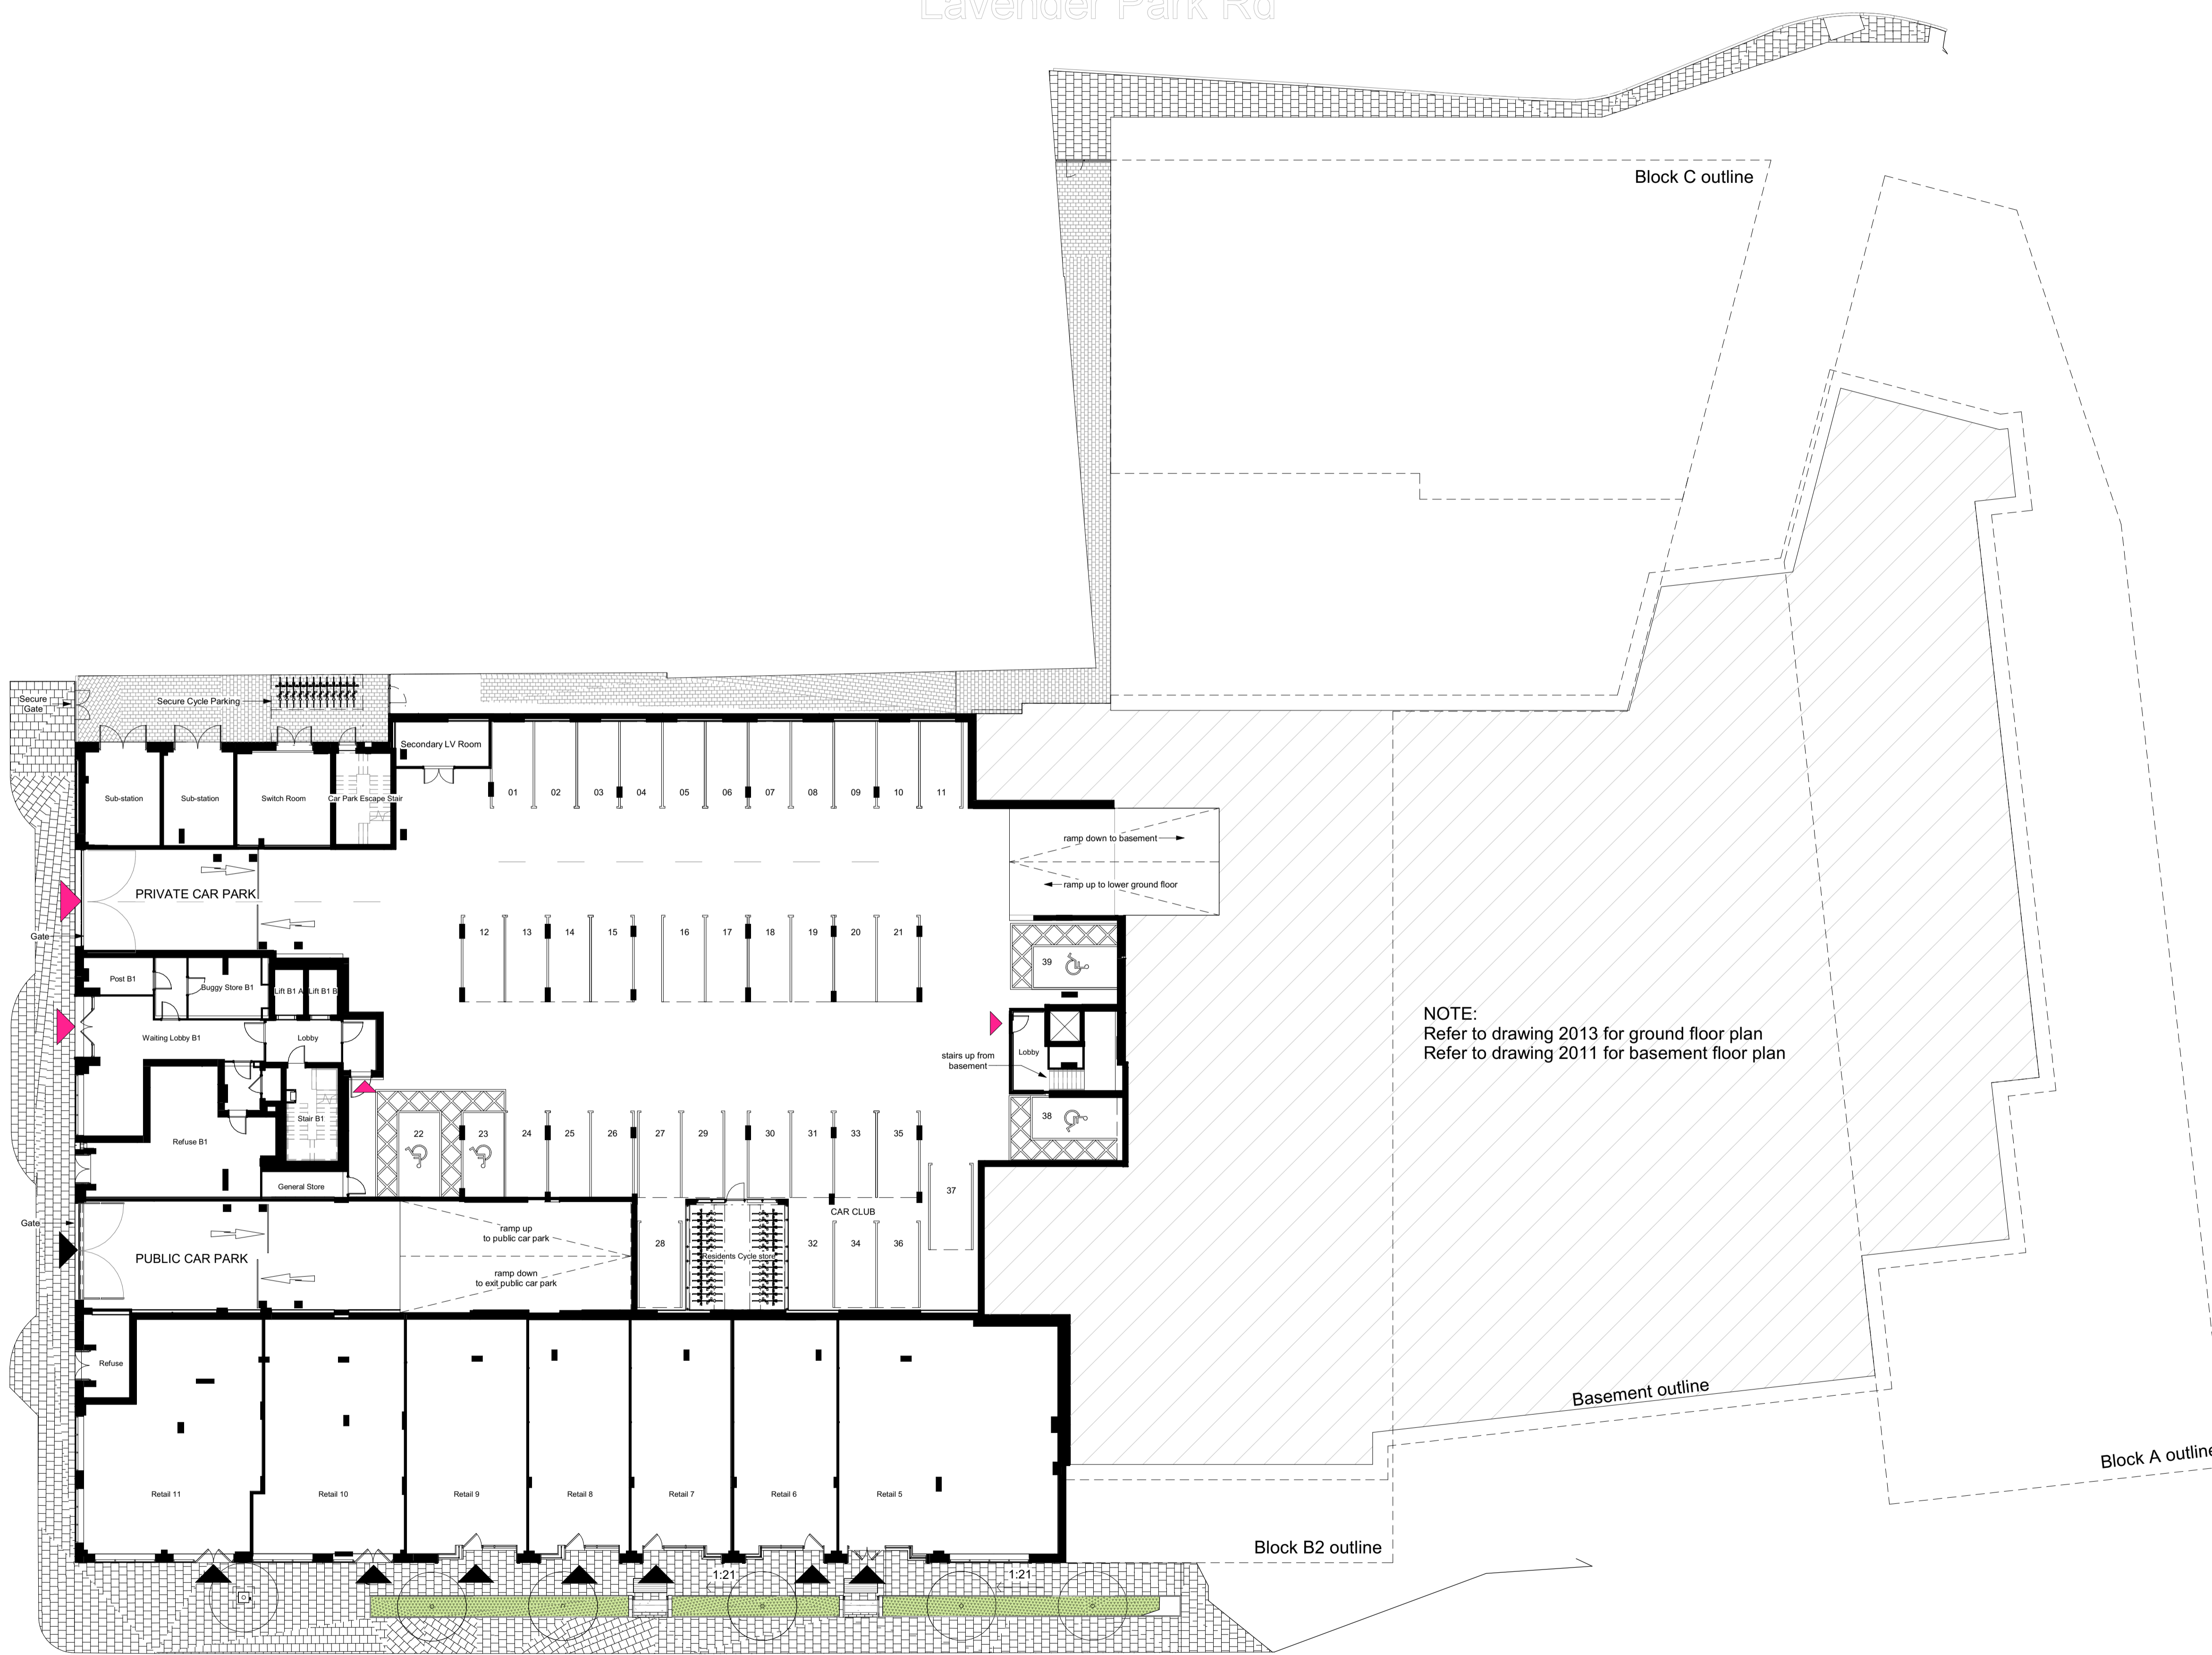 Lavender Park Rd
Block C outline
Secure
Gate
Secure Cycle Parking
Secondary LV Room
Sub-station
Sub-station
Switch Room
Car Park Escape Stair
01
02
03
04
05
06
07
08
09
10
11
ramp down to basement
ramp up to lower ground floor
PRIVATE CAR PARK
Gate
12
13
14
15
16
17
18
19
20
21
39
Post B1
Buggy Store B1
Lift B1 A
Lift B1 B
Waiting Lobby B1
Lobby
Lobby
stairs up from
basement
NOTE:
Refer to drawing 2013 for ground floor plan
Refer to drawing 2011 for basement floor plan
38
Stair B1
Refuse B1
General Store
22
23
24
25
26
27
29
30
31
33
35
37
CAR CLUB
Gate
PUBLIC CAR PARK
ramp up
to public car park
ramp down
to exit public car park
28
Residents Cycle store
32
34
36
Refuse
Basement outline
Block A outline
Retail 11
Retail 10
Retail 9
Retail 8
Retail 7
Retail 6
Retail 5
Block B2 outline
1:21
1:21